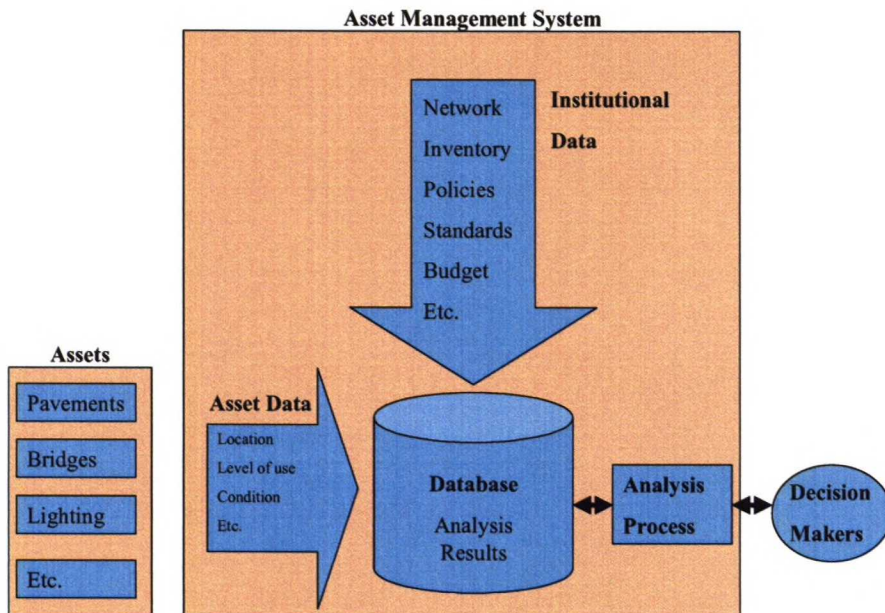 Asset Management System
Network
Inventory
Policies
Standards
Budget
Etc.
Institutional
Data
Assets
Pavements
Bridges
Lighting
Etc.
Asset Data
Location
Level of use
Condition
Etc.
Database
Analysis
Results
Analysis
Process
Decision
Makers